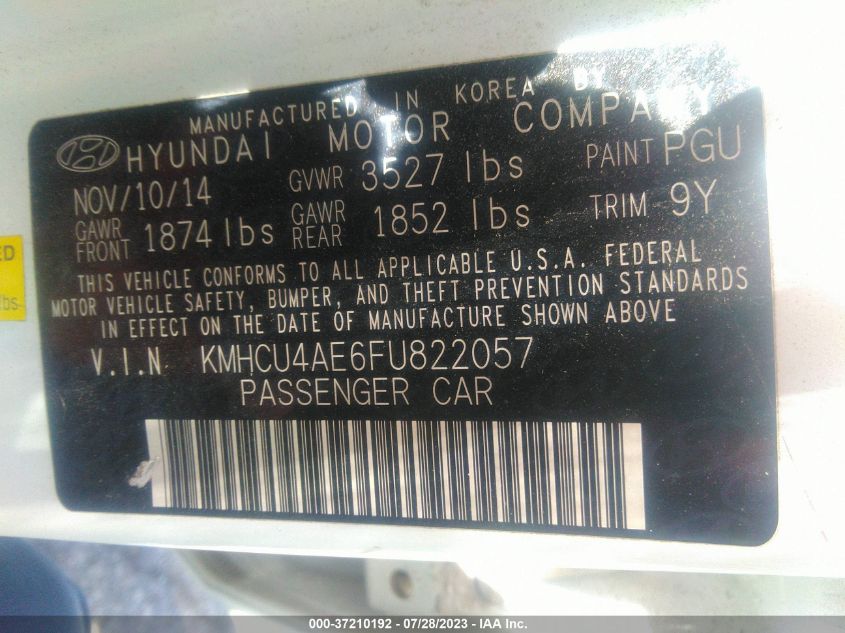 MANUFACTURED IN KOREA BY
HYUNDAI MOTOR COMPANY
NOV/10/14 GVWR 3527 lbs PAINT PGU
GAWR FRONT 1874 lbs GAWR REAR 1852 lbs TRIM 9Y
THIS VEHICLE CONFORMS TO ALL APPLICABLE U.S.A. FEDERAL
MOTOR VEHICLE SAFETY, BUMPER, AND THEFT PREVENTION STANDARDS
IN EFFECT ON THE DATE OF MANUFACTURE SHOWN ABOVE
V.I.N. KMHCU4AE6FU822057
PASSENGER CAR
ED
lbs
000-37210192 - 07/28/2023 - IAA Inc.